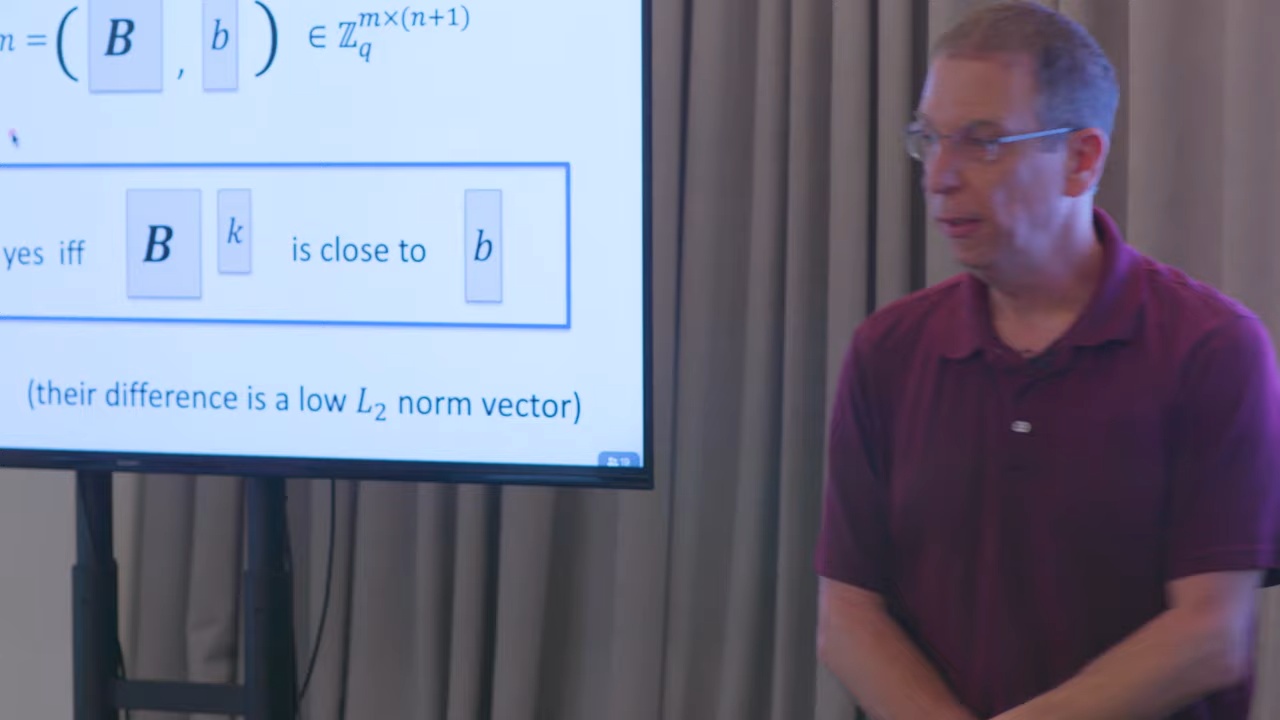 = ( B , b ) ∈ ℤ_q^{m×(n+1)}
yes iff B k is close to b
(their difference is a low L₂ norm vector)